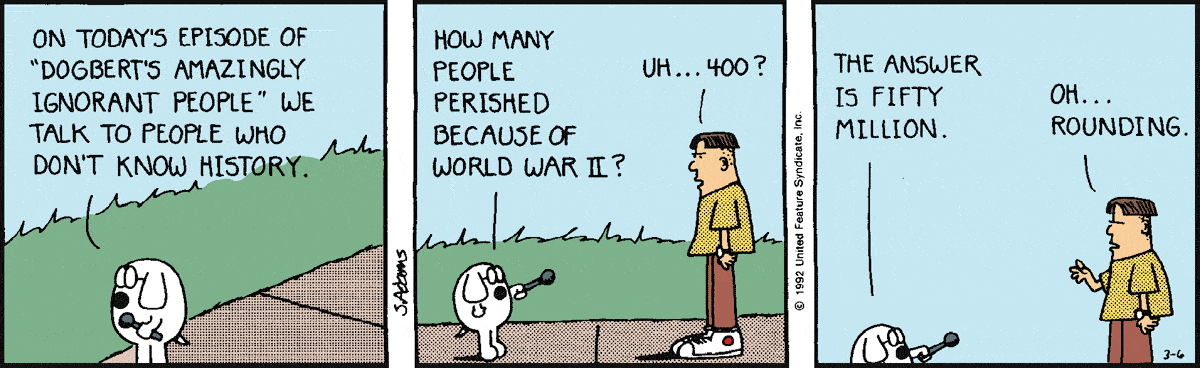 ON TODAY'S EPISODE OF
"DOGBERT'S AMAZINGLY
IGNORANT PEOPLE" WE
TALK TO PEOPLE WHO
DON'T KNOW HISTORY.
S.Adams
HOW MANY
PEOPLE
PERISHED
BECAUSE OF
WORLD WAR II?
UH... 400?
© 1992 United Feature Syndicate, Inc.
THE ANSWER
IS FIFTY
MILLION.
OH...
ROUNDING.
3-6